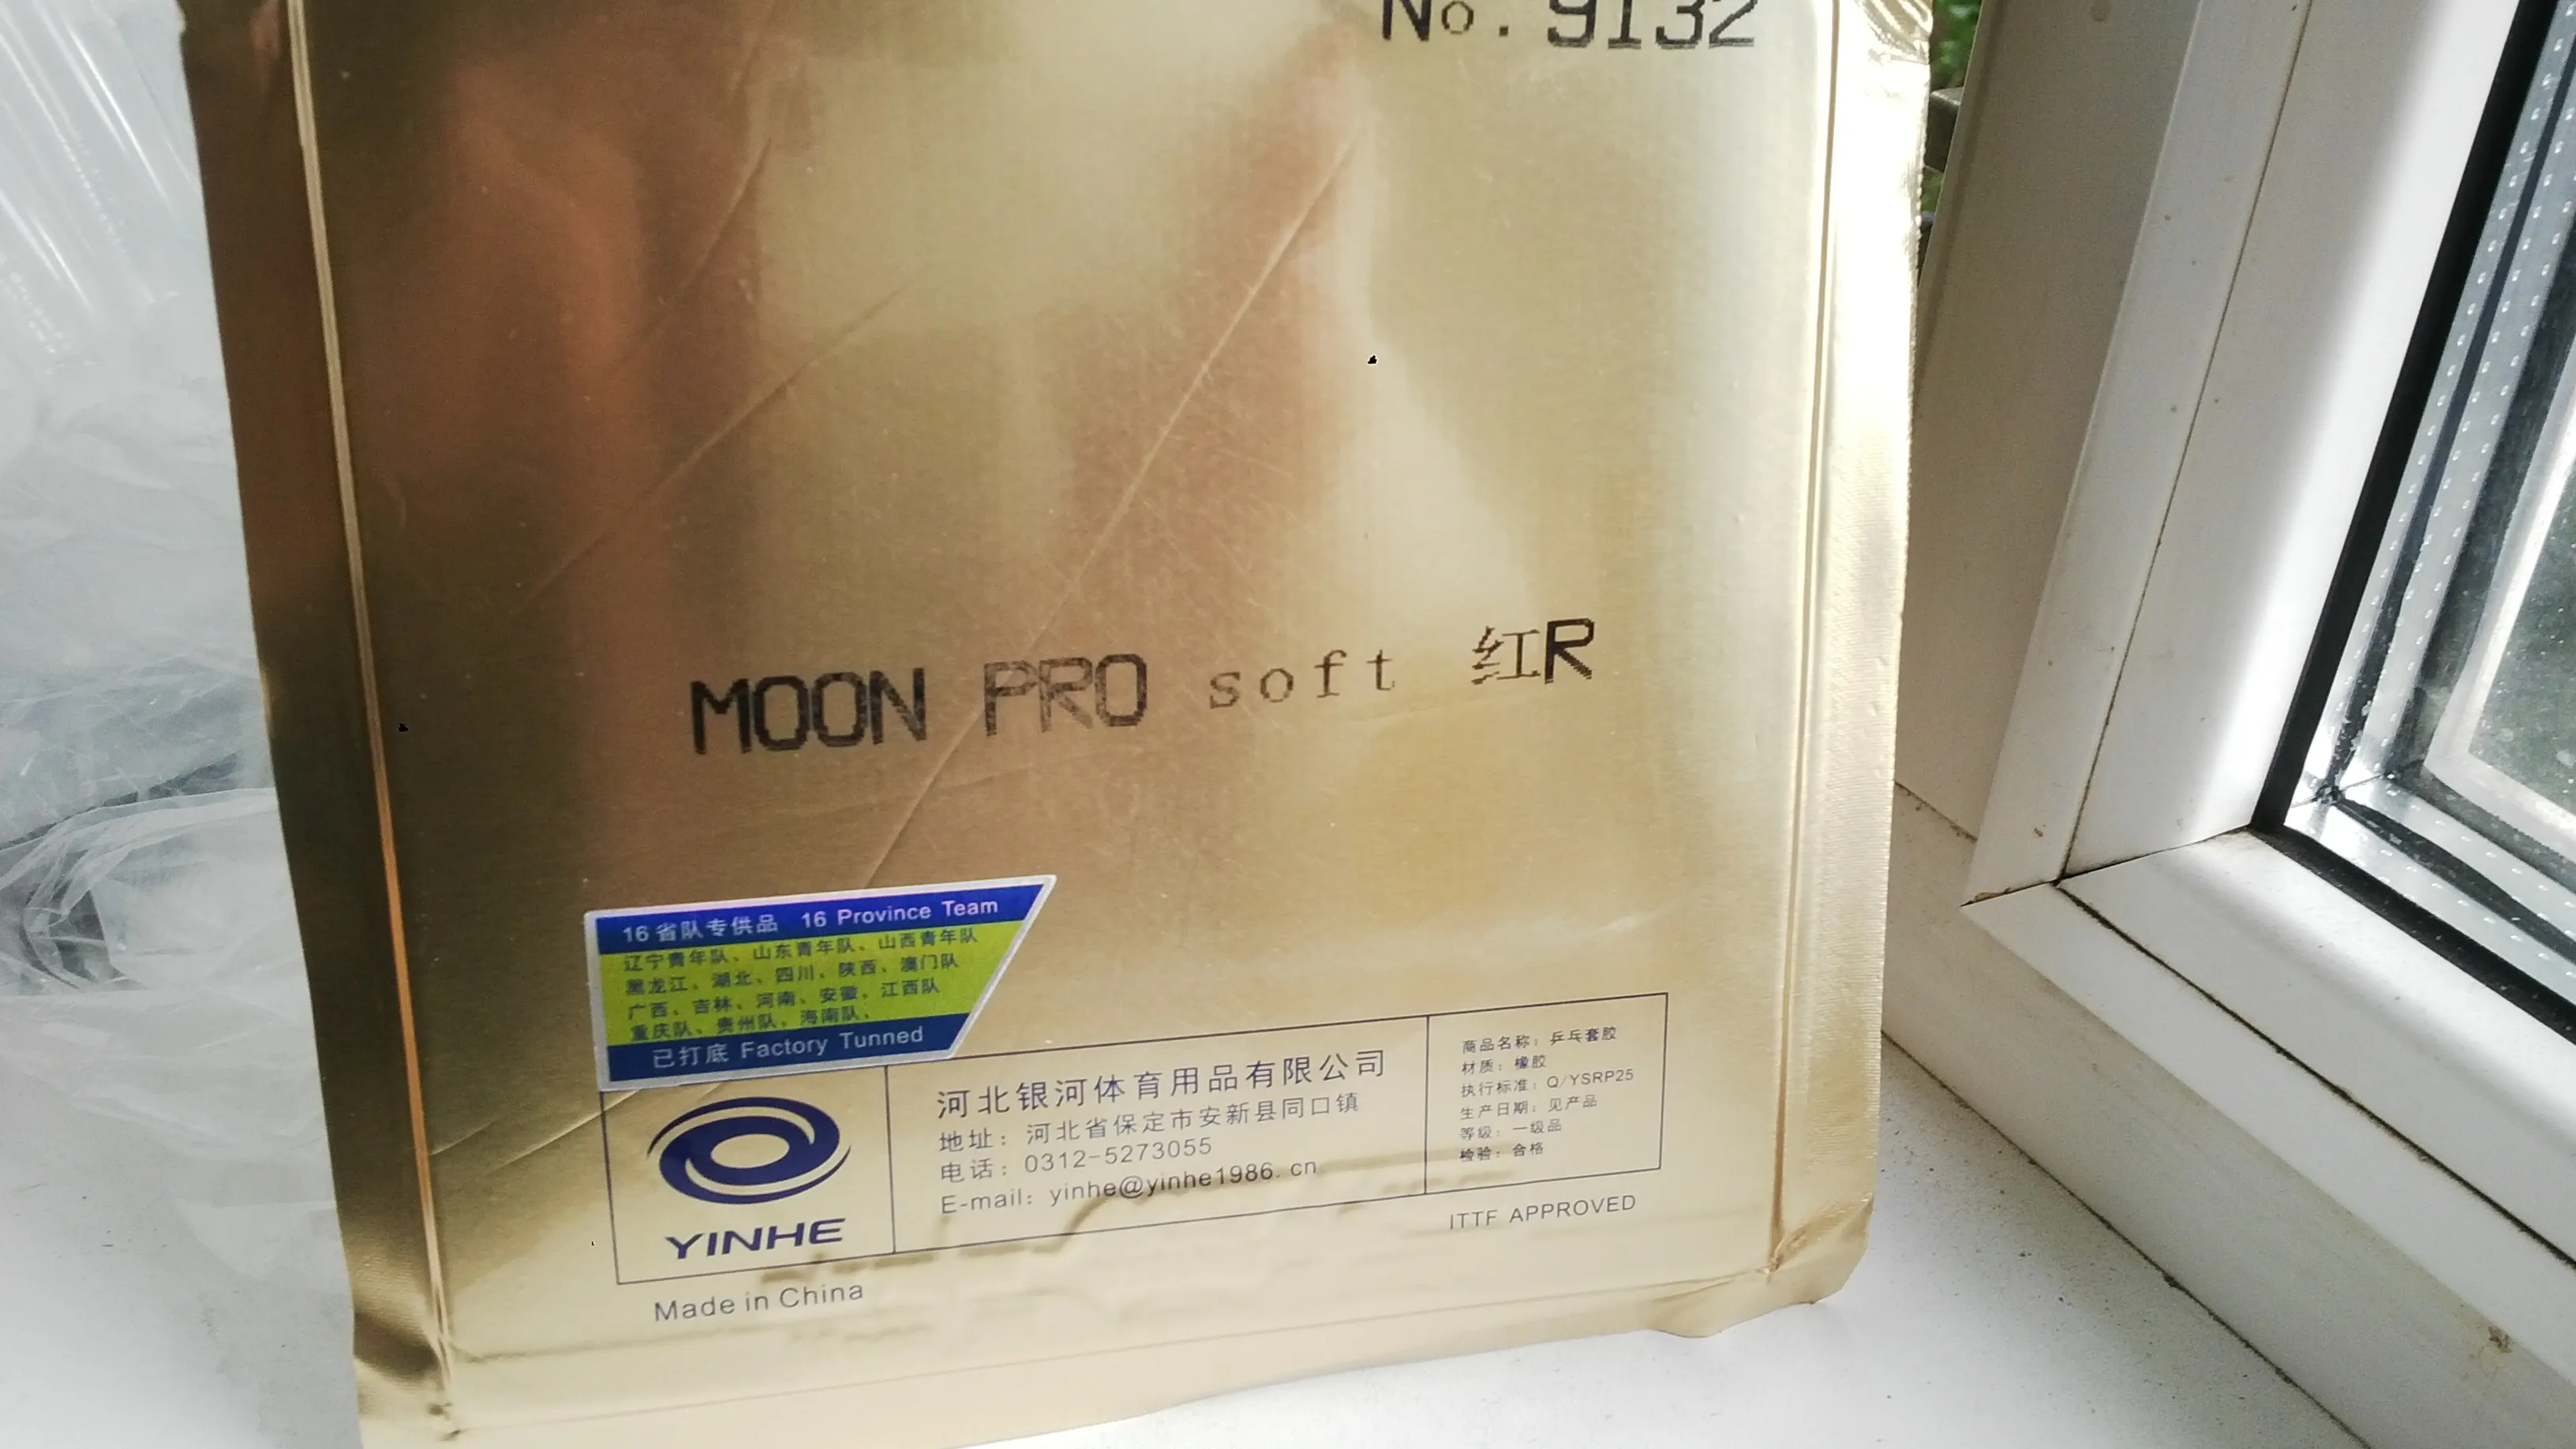 No. 9132
MOON PRO soft 红R
16省队专供品 16 Province Team
辽宁青年队、山东青年队、山西青年队
黑龙江、湖北、四川、陕西、澳门队
广西、吉林、河南、安徽、江西队
重庆队、贵州队、海南队、
已打底 Factory Tunned
YINHE
河北银河体育用品有限公司
地址：河北省保定市安新县同口镇
电话：0312-5273055
E-mail：yinhe@yinhe1986.cn
商品名称：乒乓套胶
材质：橡胶
执行标准：Q/YSRP25
生产日期：见产品
等级：一级品
检验：合格
ITTF APPROVED
Made in China